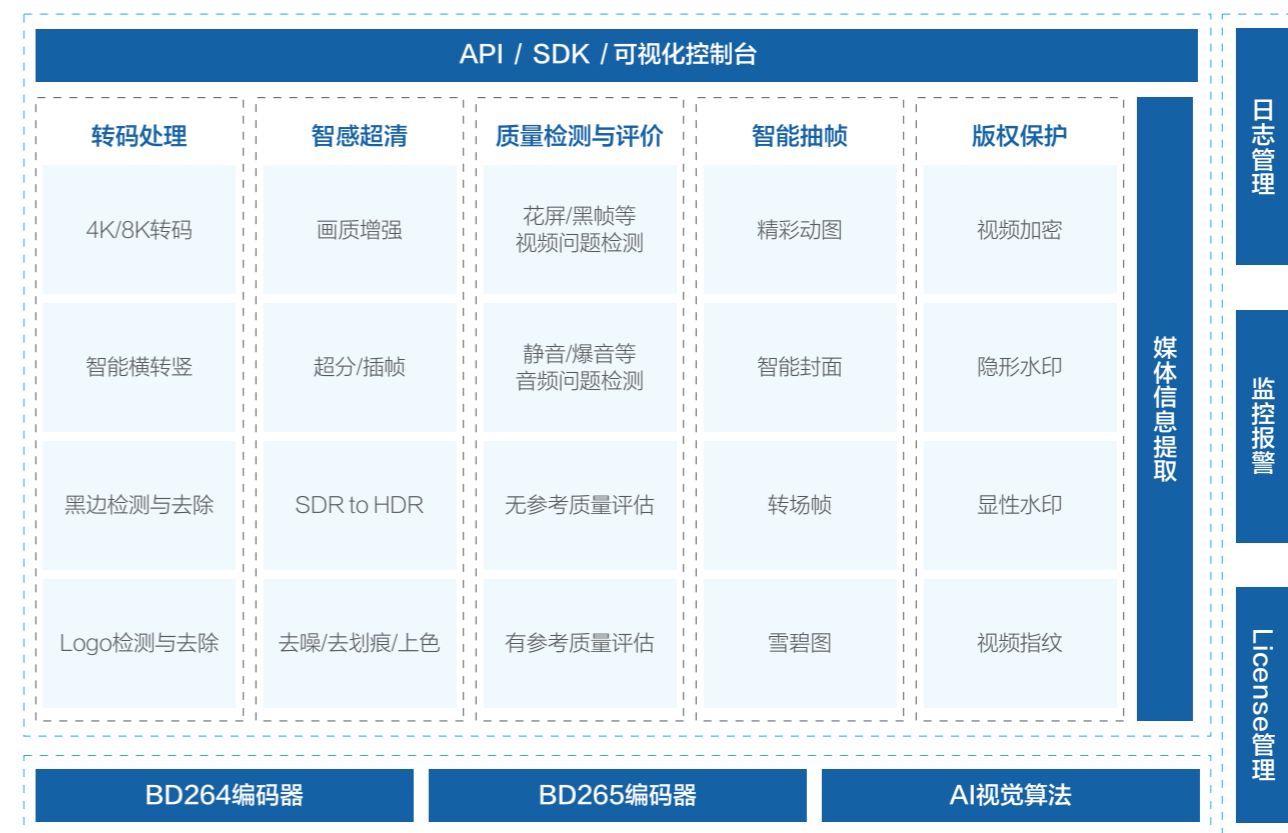 API / SDK /可视化控制台
转码处理
4K/8K转码
智能横转竖
黑边检测与去除
Logo检测与去除
智感超清
画质增强
超分/插帧
SDR to HDR
去噪/去划痕/上色
质量检测与评价
花屏/黑帧等
视频问题检测
静音/爆音等
音频问题检测
无参考质量评估
有参考质量评估
智能抽帧
精彩动图
智能封面
转场帧
雪碧图
版权保护
视频加密
隐形水印
显性水印
视频指纹
媒体信息提取
BD264编码器
BD265编码器
AI视觉算法
日志管理
监控报警
License管理